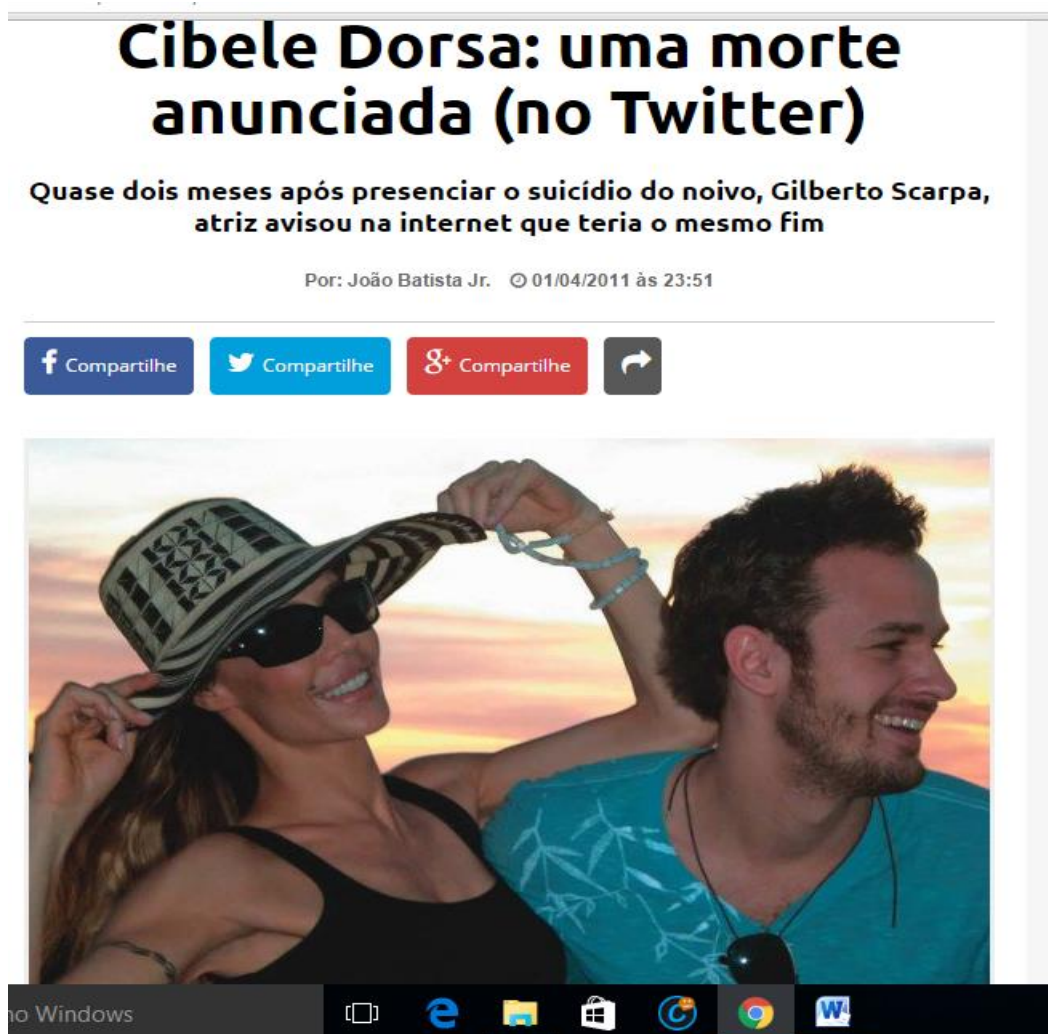 Cibele Dorsa: uma morte
anunciada (no Twitter)
Quase dois meses após presenciar o suicídio do noivo, Gilberto Scarpa,
atriz avisou na internet que teria o mesmo fim
Por: João Batista Jr. 01/04/2011 às 23:51
Compartilhe Compartilhe g+ Compartilhe
no Windows